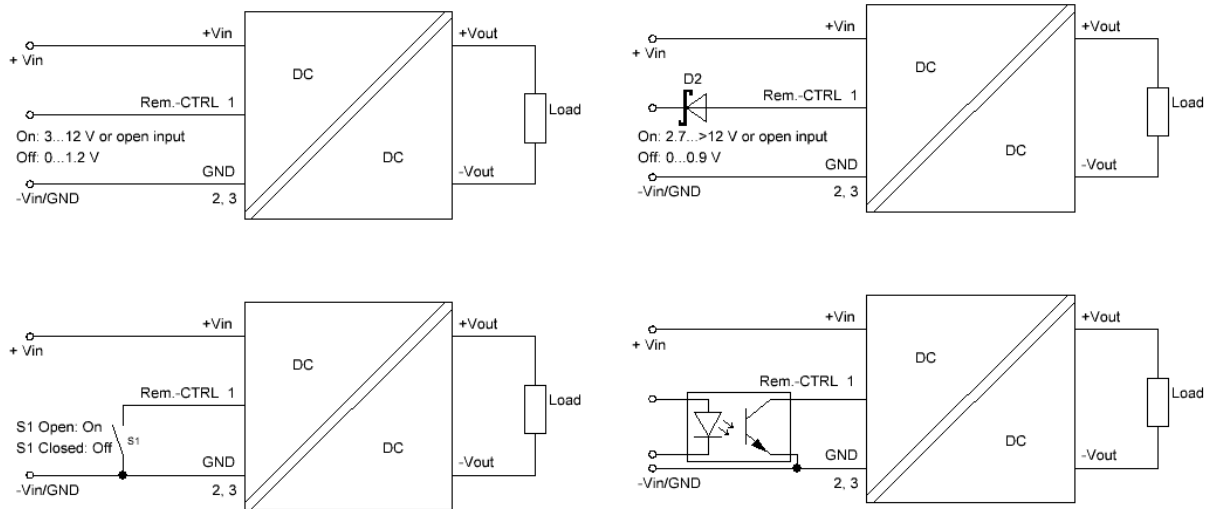 +Vin
+ Vin
DC
+Vout
Rem.-CTRL 1
Load
On: 3...12 V or open input
Off: 0...1.2 V
DC
GND
-Vout
-Vin/GND
2, 3
+Vin
+ Vin
DC
+Vout
D2
Rem.-CTRL 1
Load
On: 2.7...>12 V or open input
Off: 0...0.9 V
DC
GND
-Vout
-Vin/GND
2, 3
+Vin
+ Vin
DC
+Vout
Rem.-CTRL 1
Load
S1 Open: On
S1 Closed: Off
S1
DC
GND
-Vout
-Vin/GND
2, 3
+Vin
+ Vin
DC
+Vout
Rem.-CTRL 1
Load
DC
GND
-Vout
-Vin/GND
2, 3